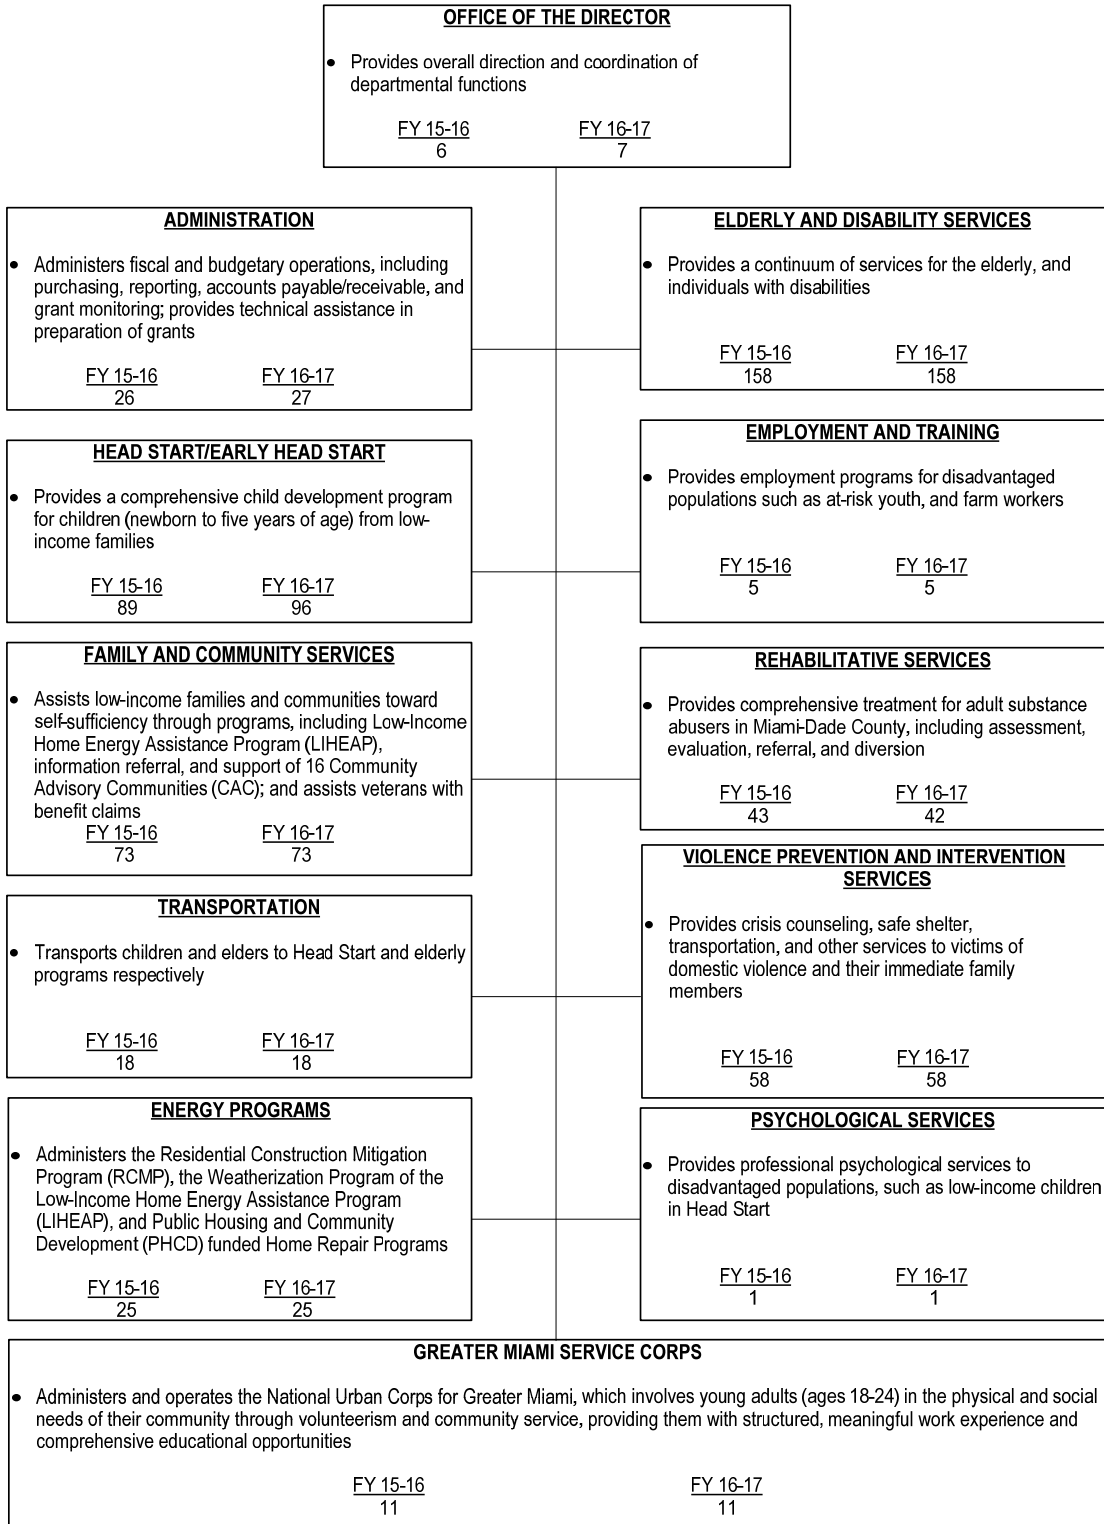 OFFICE OF THE DIRECTOR
• Provides overall direction and coordination of
departmental functions
FY 15-16 FY 16-17
6 7
ADMINISTRATION
• Administers fiscal and budgetary operations, including
purchasing, reporting, accounts payable/receivable, and
grant monitoring; provides technical assistance in
preparation of grants
FY 15-16 FY 16-17
26 27
ELDERLY AND DISABILITY SERVICES
• Provides a continuum of services for the elderly, and
individuals with disabilities
FY 15-16 FY 16-17
158 158
HEAD START/EARLY HEAD START
• Provides a comprehensive child development program
for children (newborn to five years of age) from low-
income families
FY 15-16 FY 16-17
89 96
EMPLOYMENT AND TRAINING
• Provides employment programs for disadvantaged
populations such as at-risk youth, and farm workers
FY 15-16 FY 16-17
5 5
FAMILY AND COMMUNITY SERVICES
• Assists low-income families and communities toward
self-sufficiency through programs, including Low-Income
Home Energy Assistance Program (LIHEAP),
information referral, and support of 16 Community
Advisory Communities (CAC); and assists veterans with
benefit claims
FY 15-16 FY 16-17
73 73
REHABILITATIVE SERVICES
• Provides comprehensive treatment for adult substance
abusers in Miami-Dade County, including assessment,
evaluation, referral, and diversion
FY 15-16 FY 16-17
43 42
TRANSPORTATION
• Transports children and elders to Head Start and elderly
programs respectively
FY 15-16 FY 16-17
18 18
VIOLENCE PREVENTION AND INTERVENTION
SERVICES
• Provides crisis counseling, safe shelter,
transportation, and other services to victims of
domestic violence and their immediate family
members
FY 15-16 FY 16-17
58 58
ENERGY PROGRAMS
• Administers the Residential Construction Mitigation
Program (RCMP), the Weatherization Program of the
Low-Income Home Energy Assistance Program
(LIHEAP), and Public Housing and Community
Development (PHCD) funded Home Repair Programs
FY 15-16 FY 16-17
25 25
PSYCHOLOGICAL SERVICES
• Provides professional psychological services to
disadvantaged populations, such as low-income children
in Head Start
FY 15-16 FY 16-17
1 1
GREATER MIAMI SERVICE CORPS
• Administers and operates the National Urban Corps for Greater Miami, which involves young adults (ages 18-24) in the physical and social
needs of their community through volunteerism and community service, providing them with structured, meaningful work experience and
comprehensive educational opportunities
FY 15-16 FY 16-17
11 11